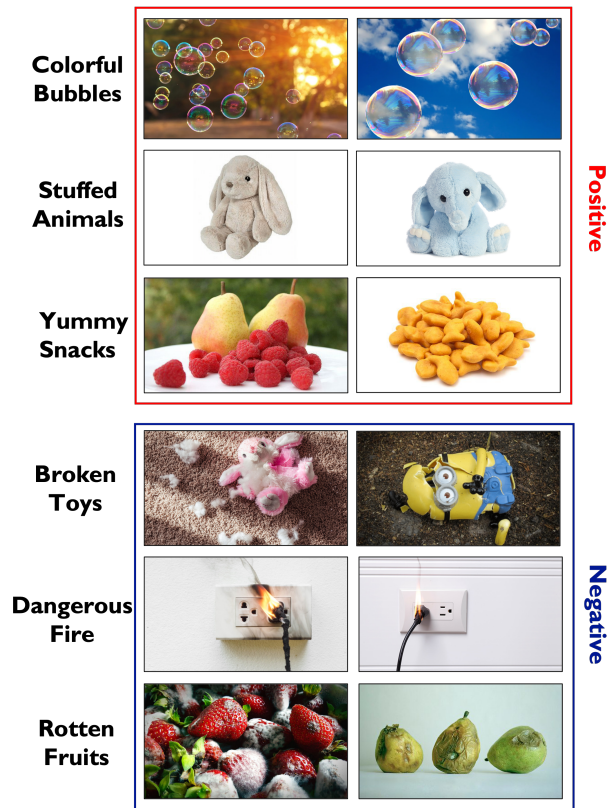 Colorful
Bubbles
Stuffed
Animals
Yummy
Snacks
Positive
Broken
Toys
Dangerous
Fire
Rotten
Fruits
Negative